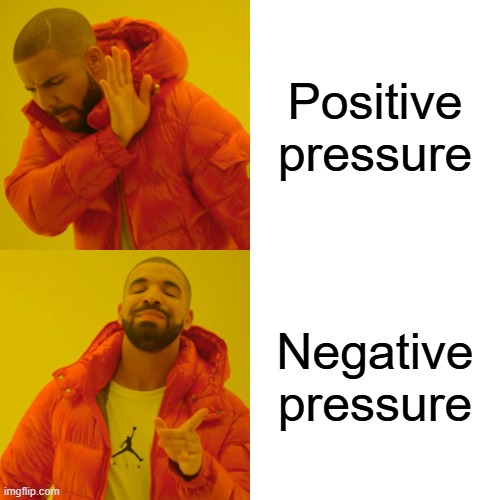 Positive
pressure
Negative
pressure
imgflip.com